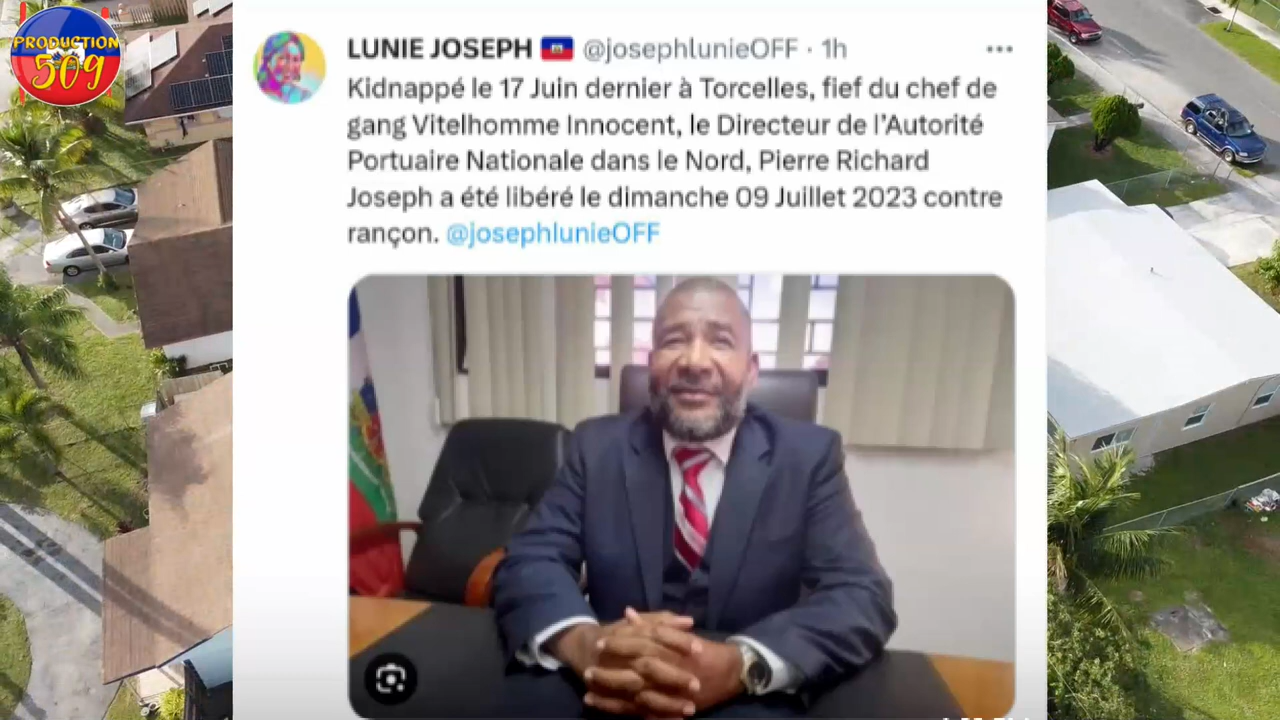 PRODUCTION
509
LUNIE JOSEPH @josephlunieOFF · 1h
Kidnappé le 17 Juin dernier à Torcelles, fief du chef de
gang Vitelhomme Innocent, le Directeur de l'Autorité
Portuaire Nationale dans le Nord, Pierre Richard
Joseph a été libéré le dimanche 09 Juillet 2023 contre
rançon. @josephlunieOFF